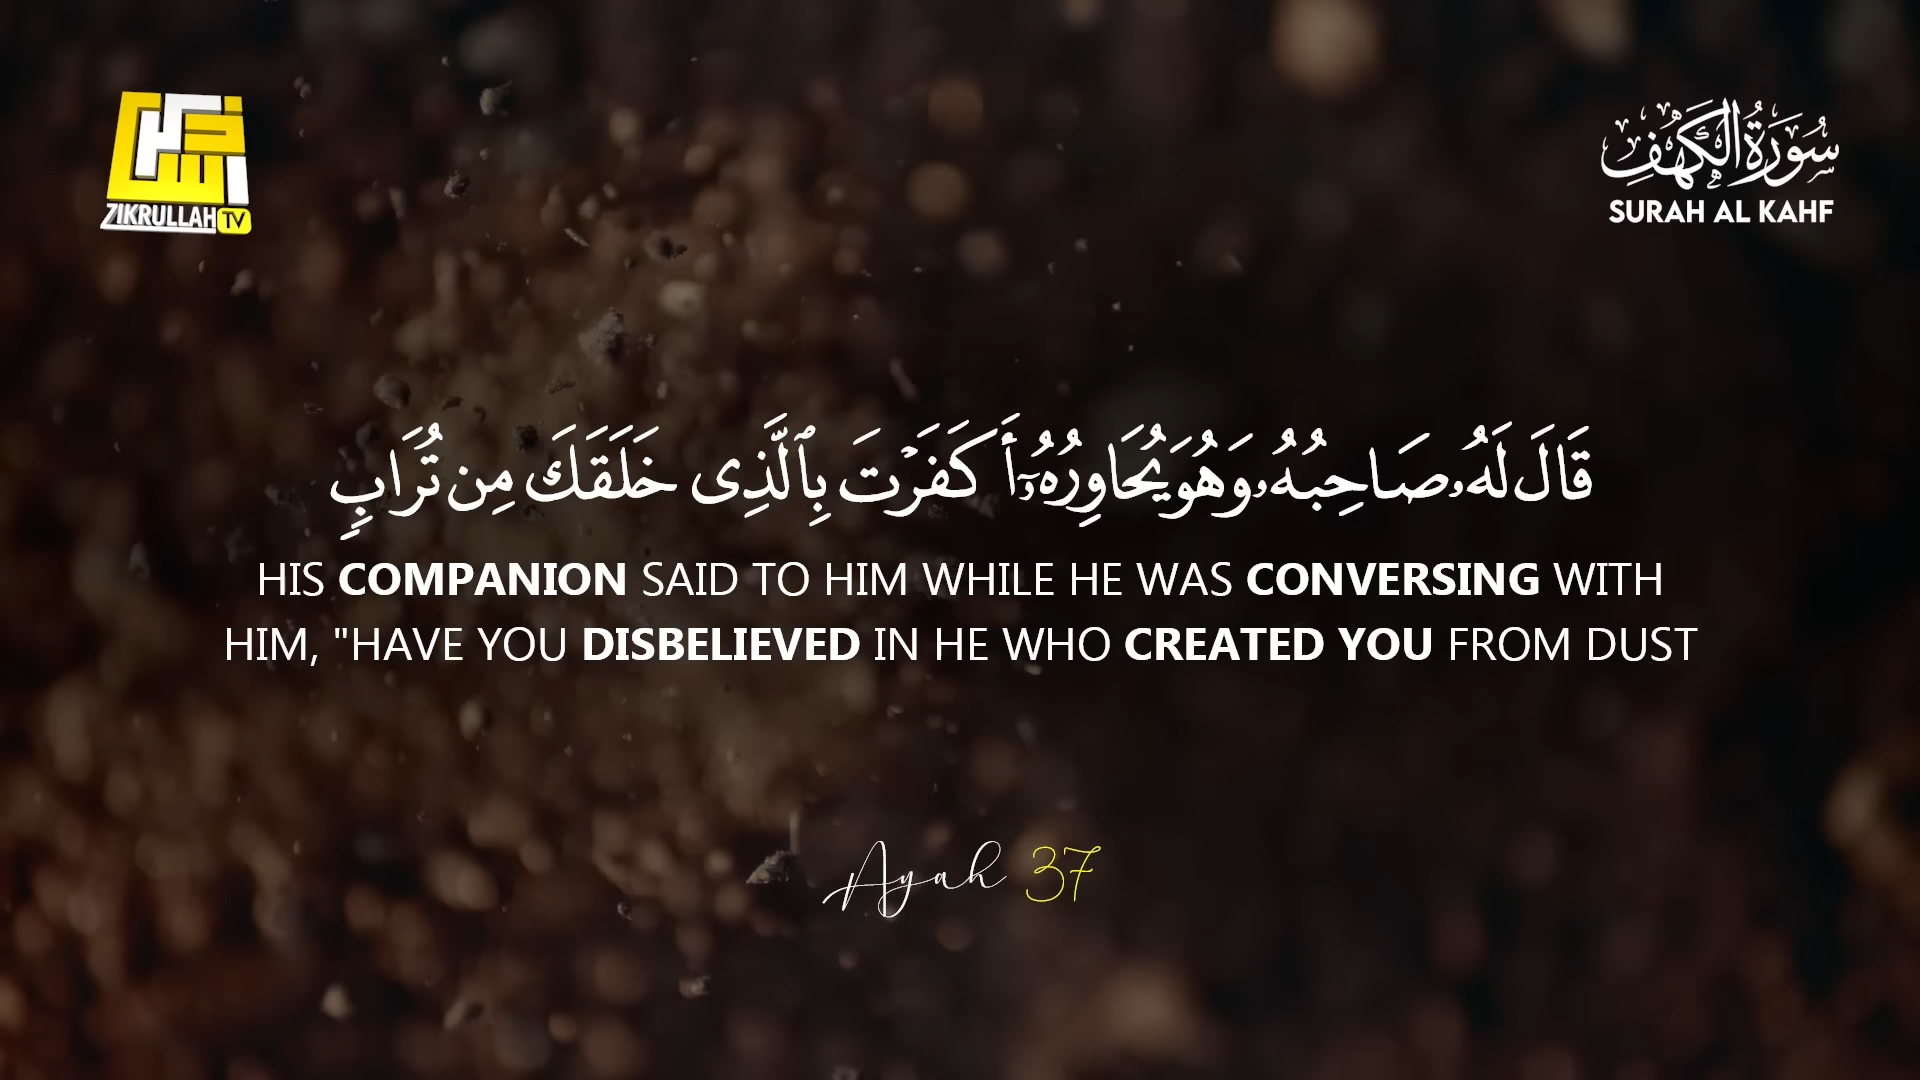 ZIKRULLAH TV
سُورَةُ الكَهْفِ
SURAH AL KAHF
قَالَ لَهُۥ صَاحِبُهُۥ وَهُوَ يُحَاوِرُهُۥٓ أَكَفَرْتَ بِٱلَّذِى خَلَقَكَ مِن تُرَابٍ
HIS COMPANION SAID TO HIM WHILE HE WAS CONVERSING WITH
HIM, "HAVE YOU DISBELIEVED IN HE WHO CREATED YOU FROM DUST
Ayah 37